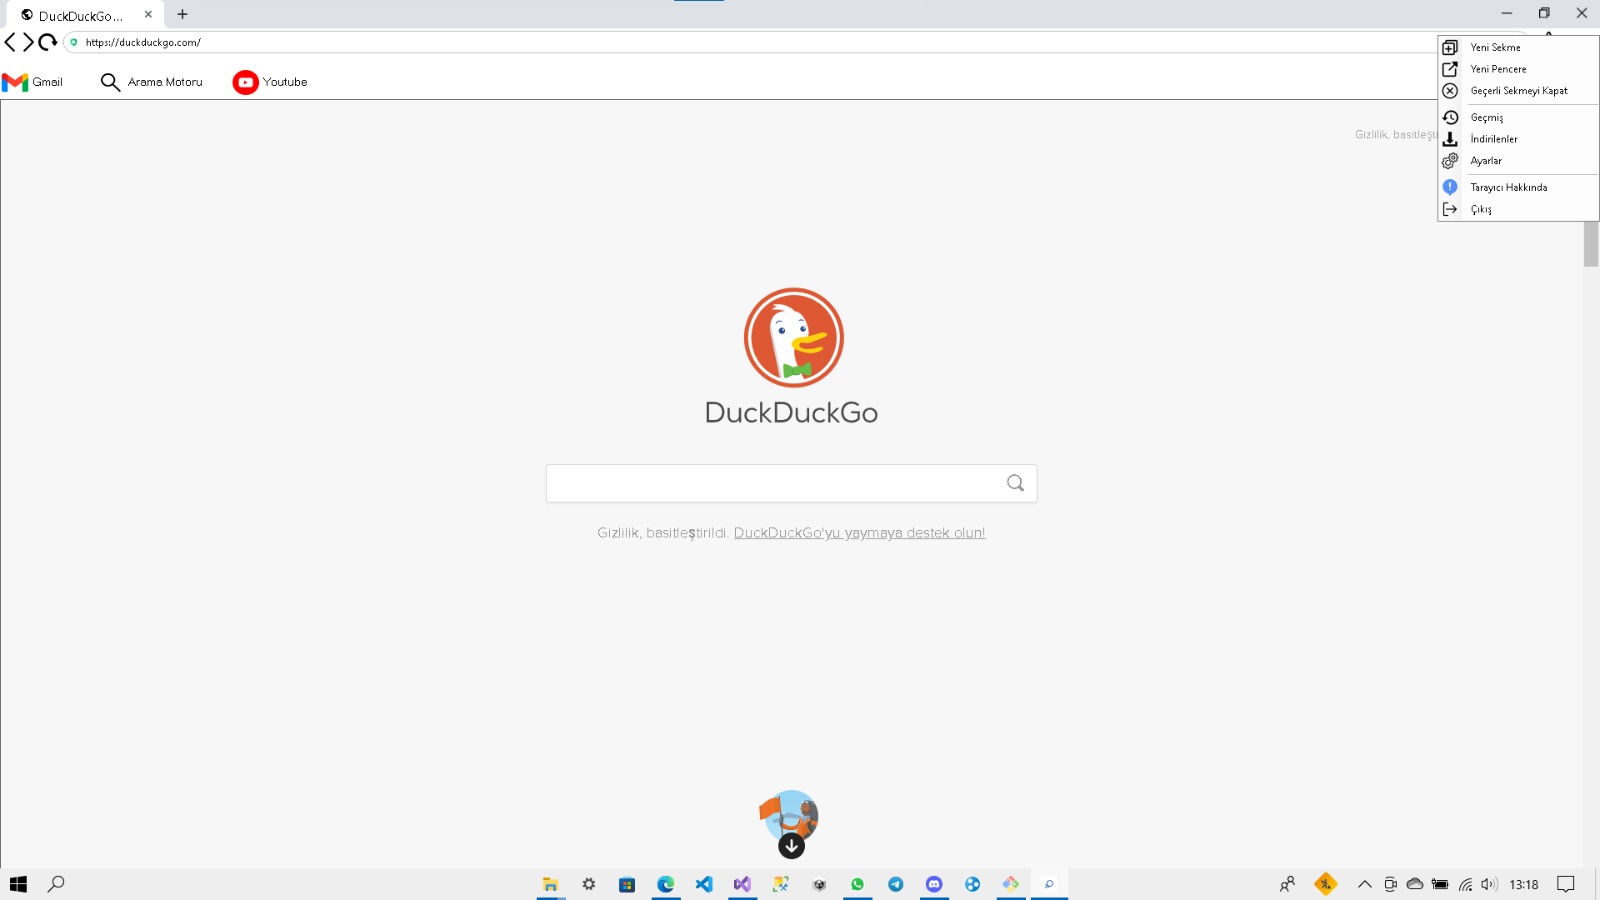 DuckDuckGo...
https://duckduckgo.com/
Gmail
Arama Motoru
Youtube
Yeni Sekme
Yeni Pencere
Geçerli Sekmeyi Kapat
Geçmiş
İndirilenler
Ayarlar
Tarayıcı Hakkında
Çıkış
Gizlilik, basitleşti
DuckDuckGo
Gizlilik, basitleştirildi. DuckDuckGo'yu yaymaya destek olun!
13:18